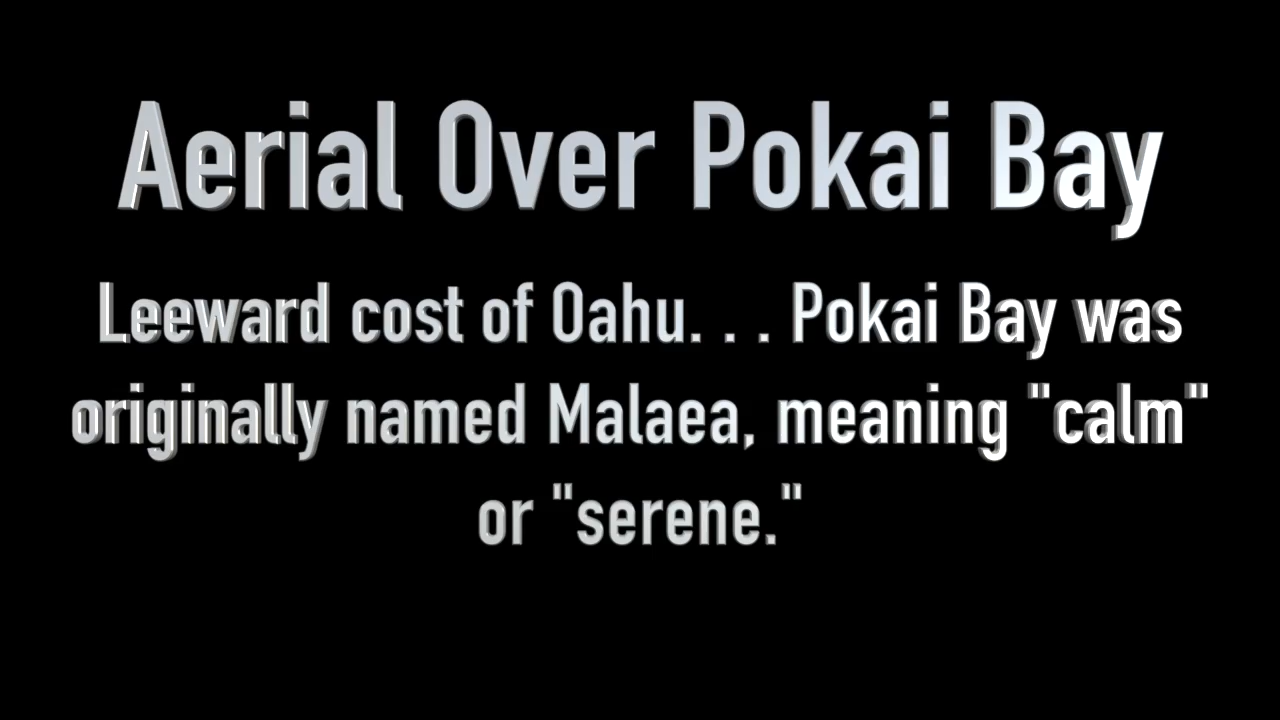 Aerial Over Pokai Bay
Leeward cost of Oahu. . . Pokai Bay was
originally named Malaea, meaning "calm"
or "serene."